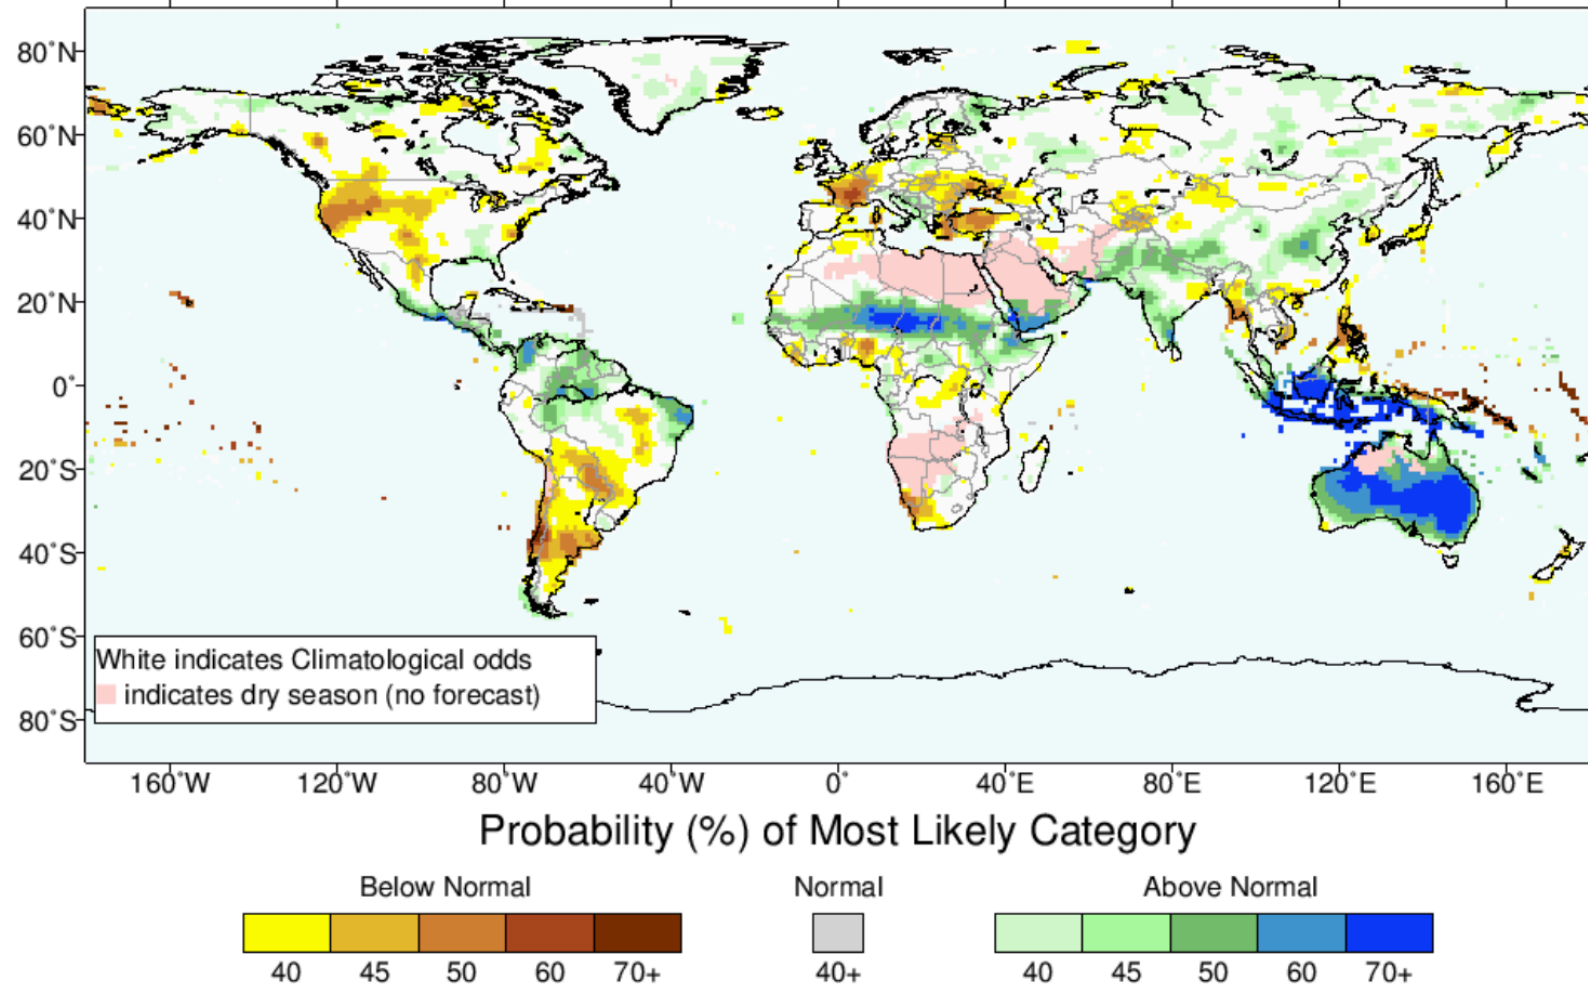 80°N
60°N
40°N
20°N
0°
20°S
40°S
60°S
80°S
White indicates Climatological odds
indicates dry season (no forecast)
160°W 120°W 80°W 40°W 0° 40°E 80°E 120°E 160°E
Probability (%) of Most Likely Category
Below Normal Normal Above Normal
40 45 50 60 70+ 40+ 40 45 50 60 70+